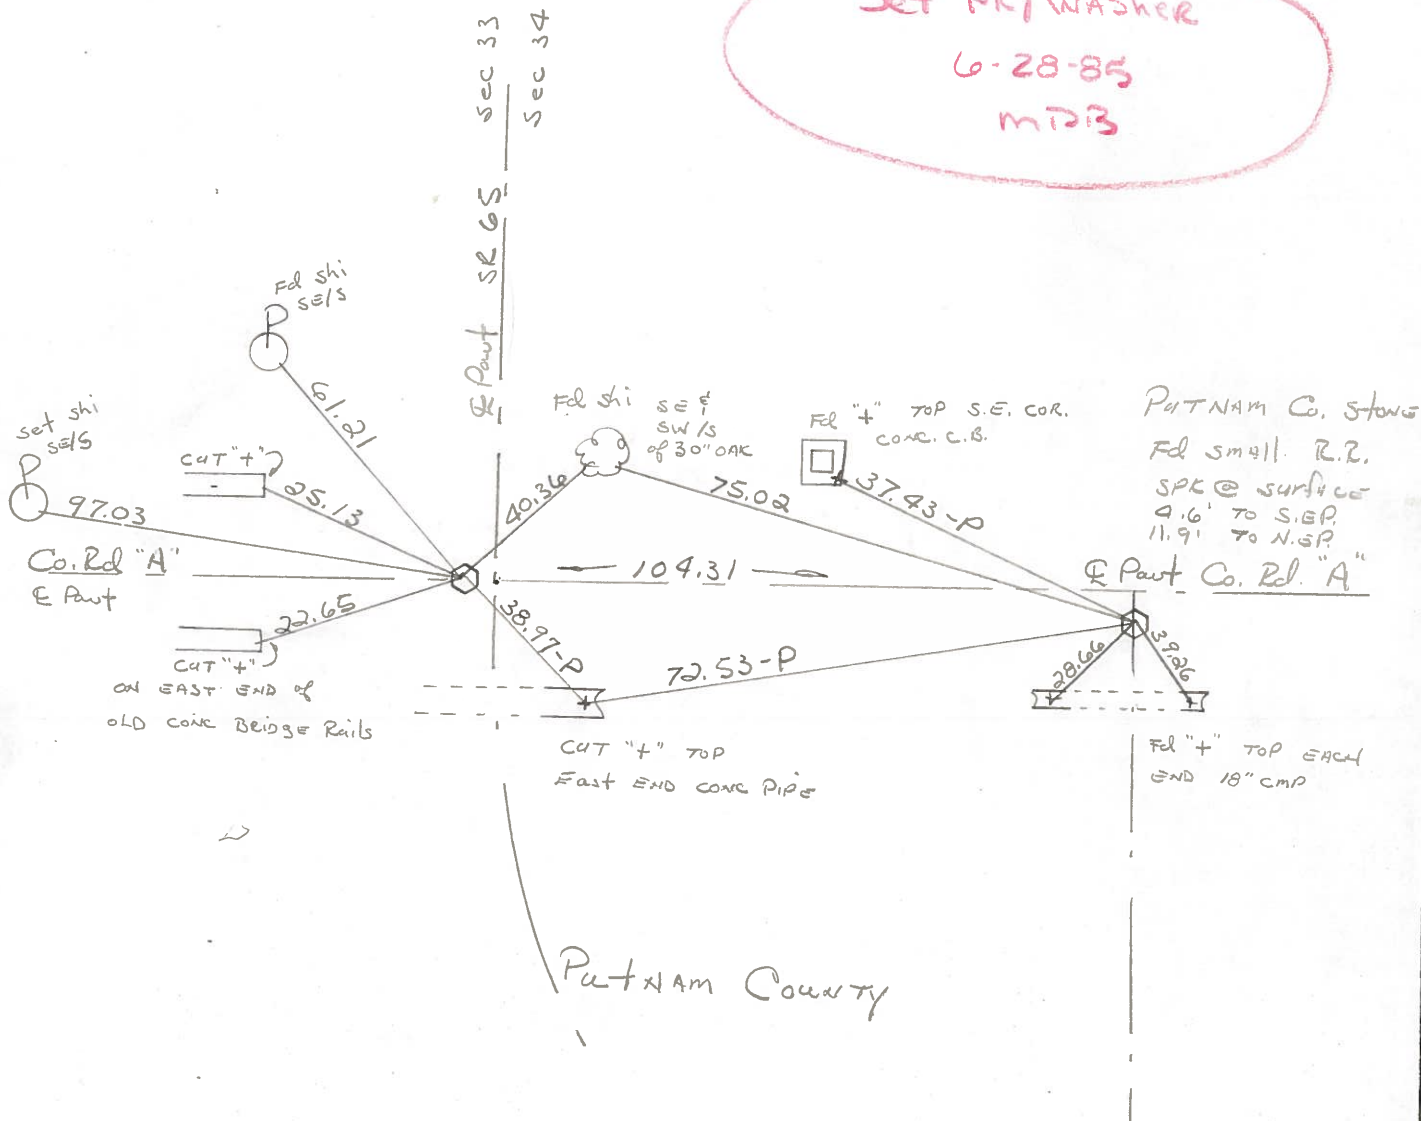 Set PK/WASHER
6-28-85
MDB
Sec 33
Sec 34
℄ Pavt SR 65
Fd shi
SE/S
61.21
set shi
SE/S
97.03
CUT "+"
25.13
Co. Rd "A"
℄ Pavt
22.65
CUT "+"
ON EAST END of
OLD CONC BRIDGE Rails
Fd shi SE &
SW/S
of 30" OAK
40.36
75.02
Fd "+" TOP S.E. COR.
CONC. C.B.
37.43-P
104.31
PUTNAM Co. Stone
Fd small R.R.
SPK @ surface
4.6' TO S.EP.
11.9' TO N.EP.
℄ Pavt Co. Rd. "A"
38.97-P
72.53-P
28.66
39.26
CUT "+" TOP
East END CONC PIPE
Fd "+" TOP EACH
END 18" CMP
PUTNAM COUNTY